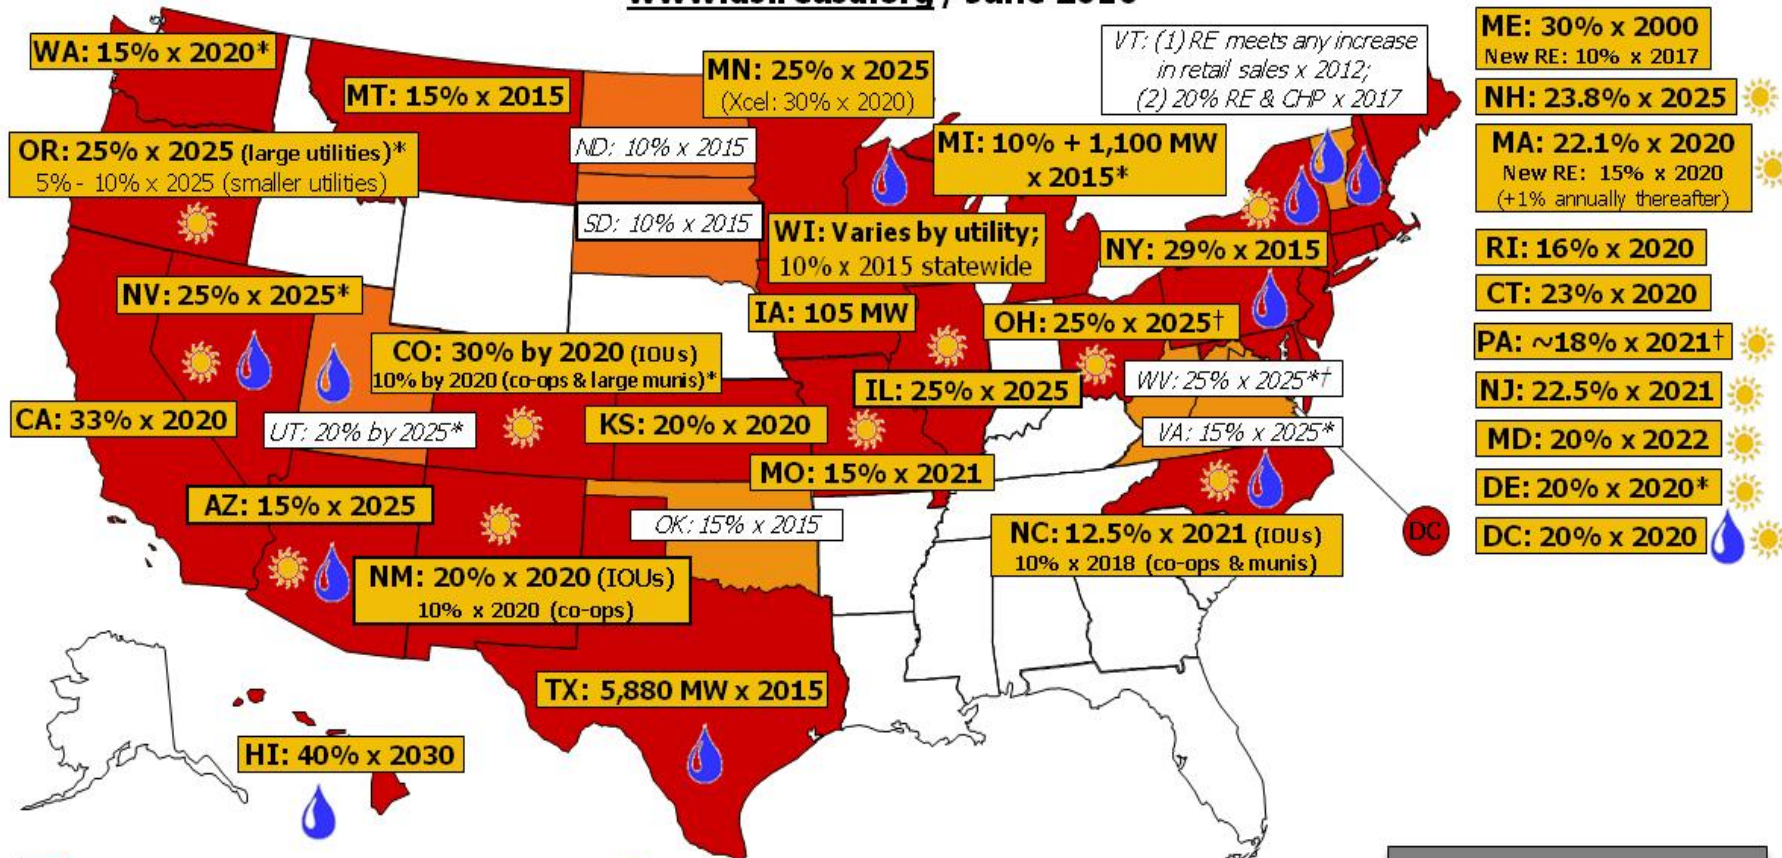 June 2010
WA: 15% x 2020*
MT: 15% x 2015
MN: 25% x 2025
(Xcel: 30% x 2020)
VT: (1) RE meets any increase
in retail sales x 2012;
(2) 20% RE & CHP x 2017
ME: 30% x 2000
New RE: 10% x 2017
NH: 23.8% x 2025
OR: 25% x 2025 (large utilities)*
5% - 10% x 2025 (smaller utilities)
ND: 10% x 2015
MI: 10% + 1,100 MW
x 2015*
MA: 22.1% x 2020
New RE: 15% x 2020
(+1% annually thereafter)
SD: 10% x 2015
WI: Varies by utility;
10% x 2015 statewide
NY: 29% x 2015
RI: 16% x 2020
NV: 25% x 2025*
CT: 23% x 2020
IA: 105 MW
OH: 25% x 2025†
PA: ~18% x 2021†
CO: 30% by 2020 (IOUs)
10% by 2020 (co-ops & large munis)*
IL: 25% x 2025
WV: 25% x 2025*†
NJ: 22.5% x 2021
CA: 33% x 2020
UT: 20% by 2025*
KS: 20% x 2020
VA: 15% x 2025*
MD: 20% x 2022
MO: 15% x 2021
DE: 20% x 2020*
AZ: 15% x 2025
OK: 15% x 2015
NC: 12.5% x 2021 (IOUs)
10% x 2018 (co-ops & munis)
DC
DC: 20% x 2020
NM: 20% x 2020 (IOUs)
10% x 2020 (co-ops)
TX: 5,880 MW x 2015
HI: 40% x 2030